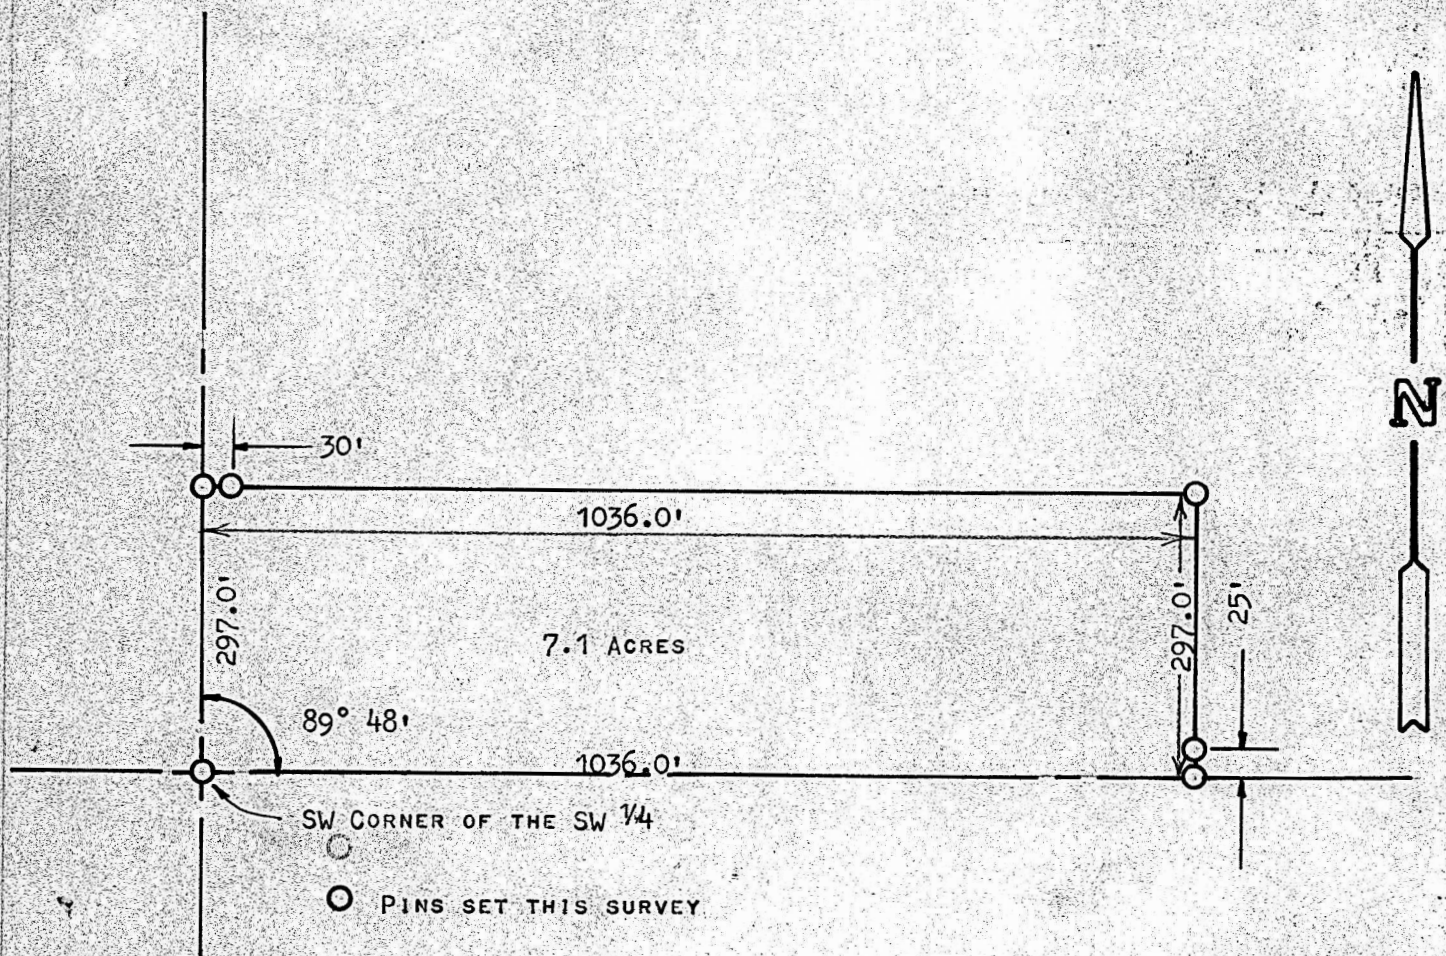 N
30'
1036.0'
297.0'
297.0'
25'
7.1 ACRES
89° 48'
1036.0'
SW CORNER OF THE SW 1/4
PINS SET THIS SURVEY